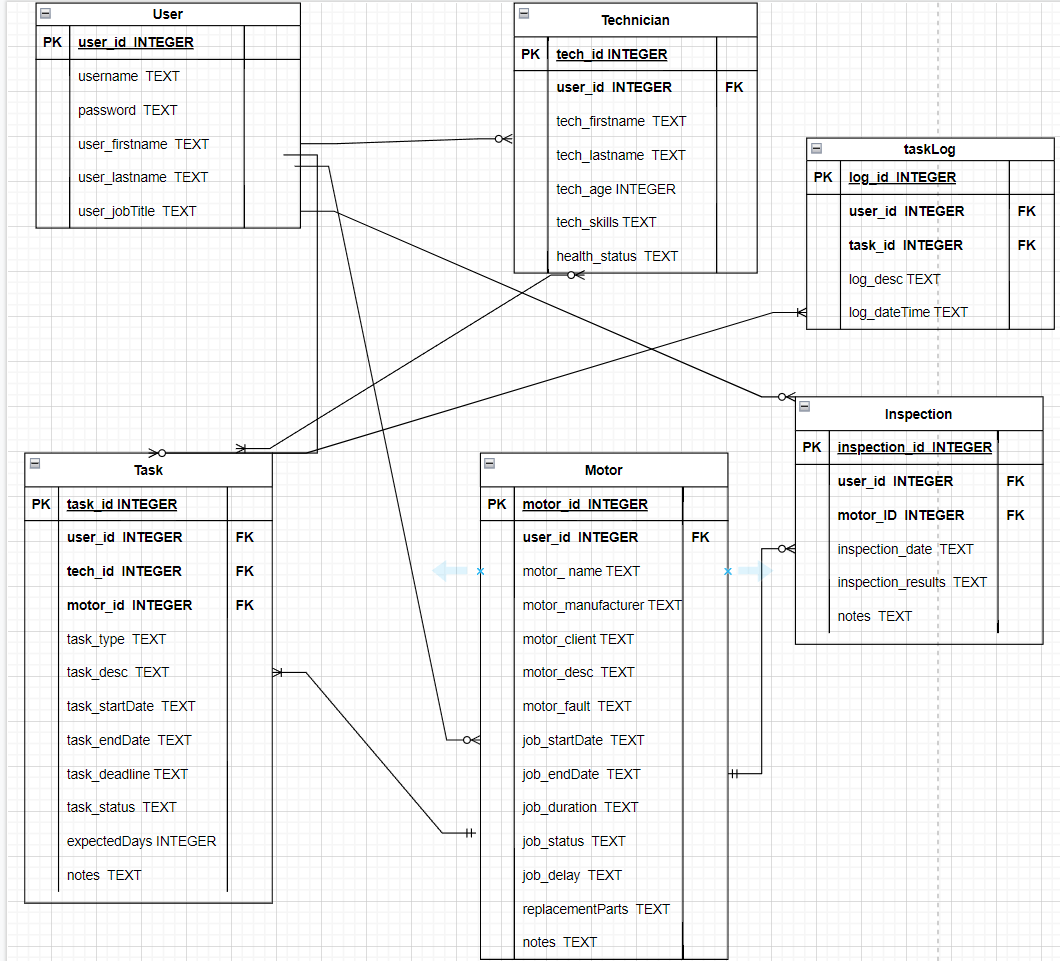 User
PK user_id INTEGER
username TEXT
password TEXT
user_firstname TEXT
user_lastname TEXT
user_jobTitle TEXT
Technician
PK tech_id INTEGER
user_id INTEGER FK
tech_firstname TEXT
tech_lastname TEXT
tech_age INTEGER
tech_skills TEXT
health_status TEXT
taskLog
PK log_id INTEGER
user_id INTEGER FK
task_id INTEGER FK
log_desc TEXT
log_dateTime TEXT
Task
PK task_id INTEGER
user_id INTEGER FK
tech_id INTEGER FK
motor_id INTEGER FK
task_type TEXT
task_desc TEXT
task_startDate TEXT
task_endDate TEXT
task_deadline TEXT
task_status TEXT
expectedDays INTEGER
notes TEXT
Motor
PK motor_id INTEGER
user_id INTEGER FK
motor_ name TEXT
motor_manufacturer TEXT
motor_client TEXT
motor_desc TEXT
motor_fault TEXT
job_startDate TEXT
job_endDate TEXT
job_duration TEXT
job_status TEXT
job_delay TEXT
replacementParts TEXT
notes TEXT
Inspection
PK inspection_id INTEGER
user_id INTEGER FK
motor_ID INTEGER FK
inspection_date TEXT
inspection_results TEXT
notes TEXT